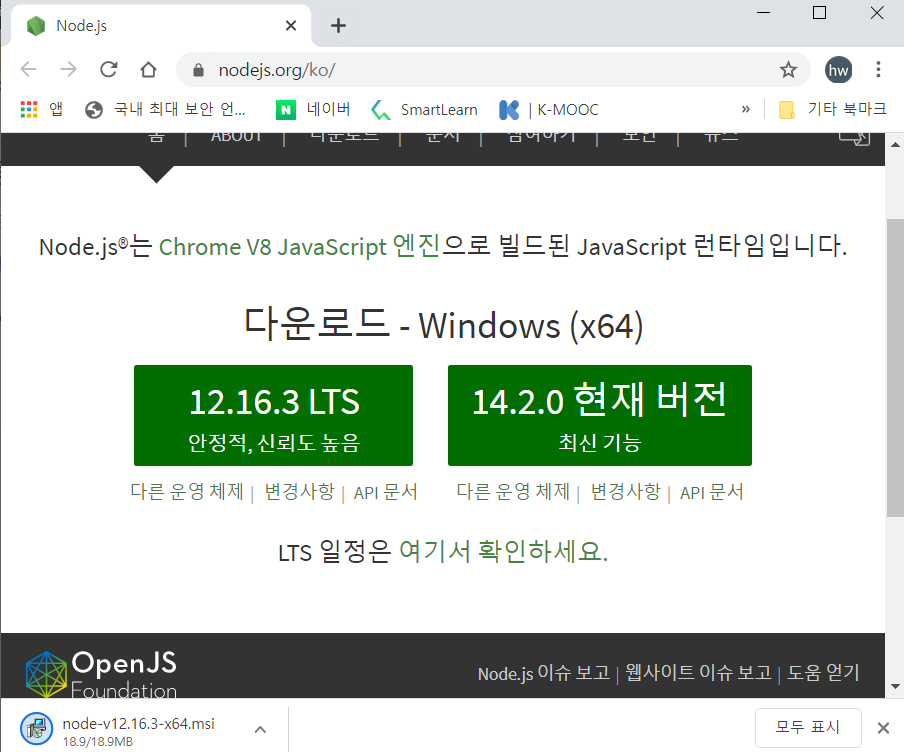 Node.js
nodejs.org/ko/
hw
앱 국내 최대 보안 언... N 네이버 SmartLearn K | K-MOOC » 기타 북마크
홈 | ABOUT | 다운로드 | 문서 | 참여하기 | 보안 | 뉴스
Node.js®는 Chrome V8 JavaScript 엔진으로 빌드된 JavaScript 런타임입니다.
다운로드 - Windows (x64)
12.16.3 LTS
안정적, 신뢰도 높음
14.2.0 현재 버전
최신 기능
다른 운영 체제 | 변경사항 | API 문서
다른 운영 체제 | 변경사항 | API 문서
LTS 일정은 여기서 확인하세요.
OpenJS
Foundation
Node.js 이슈 보고 | 웹사이트 이슈 보고 | 도움 얻기
node-v12.16.3-x64.msi
18.9/18.9MB
모두 표시